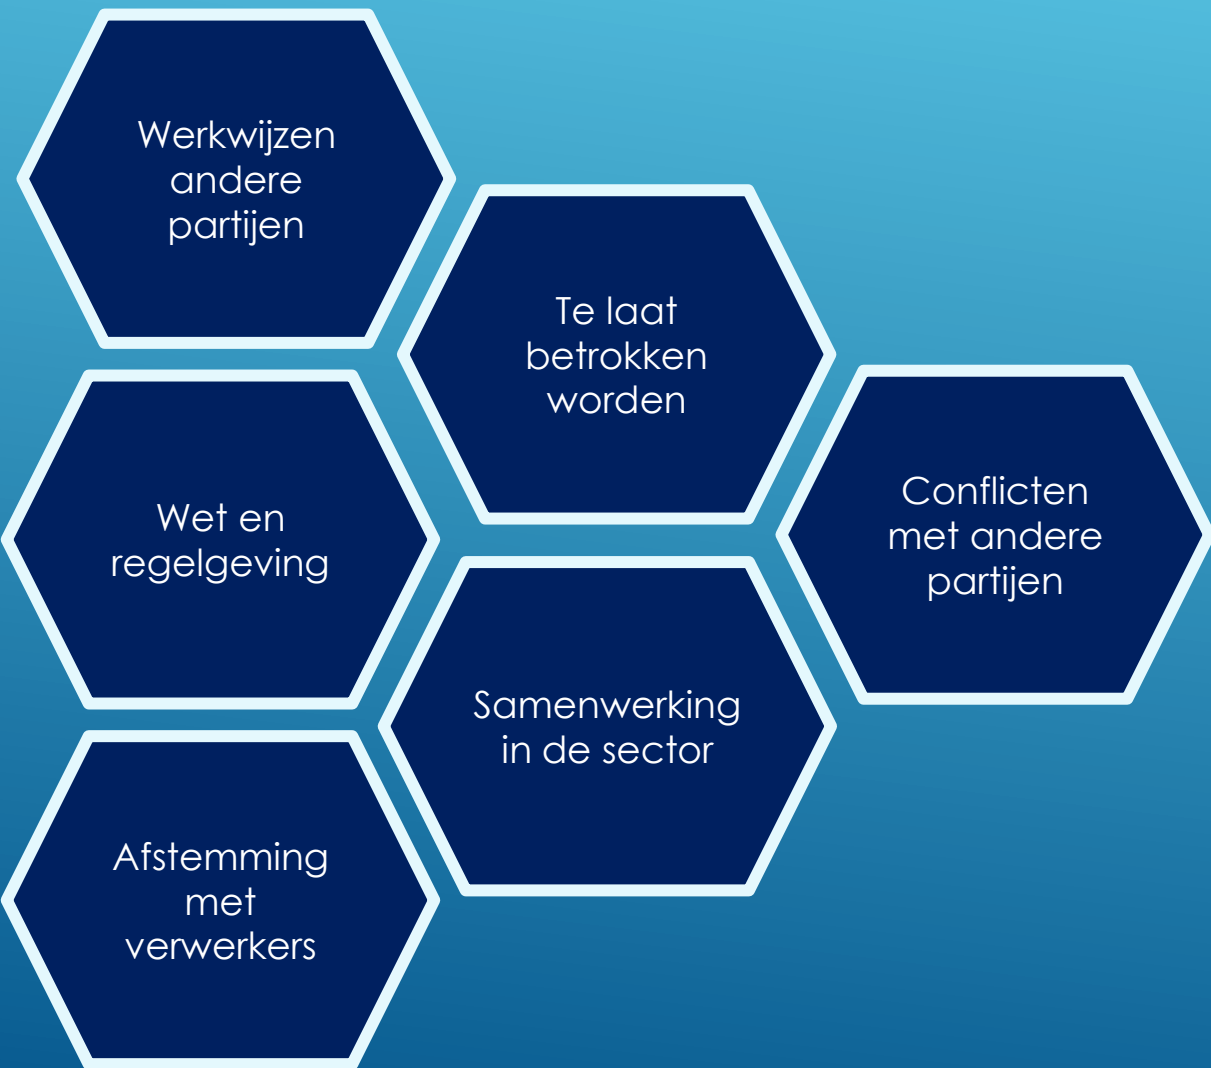 Werkwijzen
andere
partijen
Te laat
betrokken
worden
Conflicten
met andere
partijen
Wet en
regelgeving
Samenwerking
in de sector
Afstemming
met
verwerkers